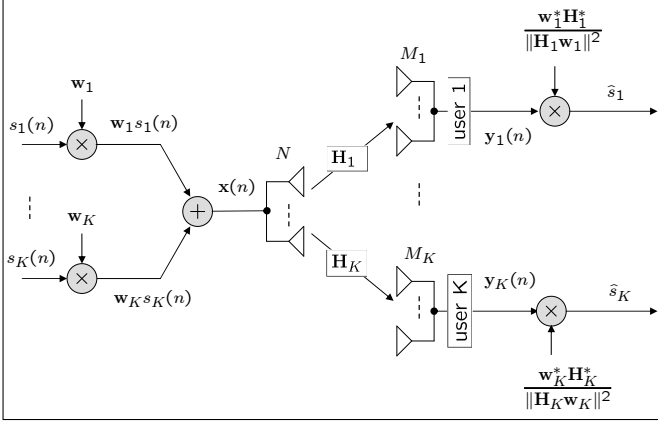 w₁
s₁(n)
w₁s₁(n)
×
w_K
s_K(n)
w_Ks_K(n)
×
+
x(n)
N
H₁
H_K
M₁
user 1
y₁(n)
w₁*H₁*
‖H₁w₁‖²
×
ŝ₁
M_K
user K
y_K(n)
×
ŝ_K
w_K*H_K*
‖H_Kw_K‖²